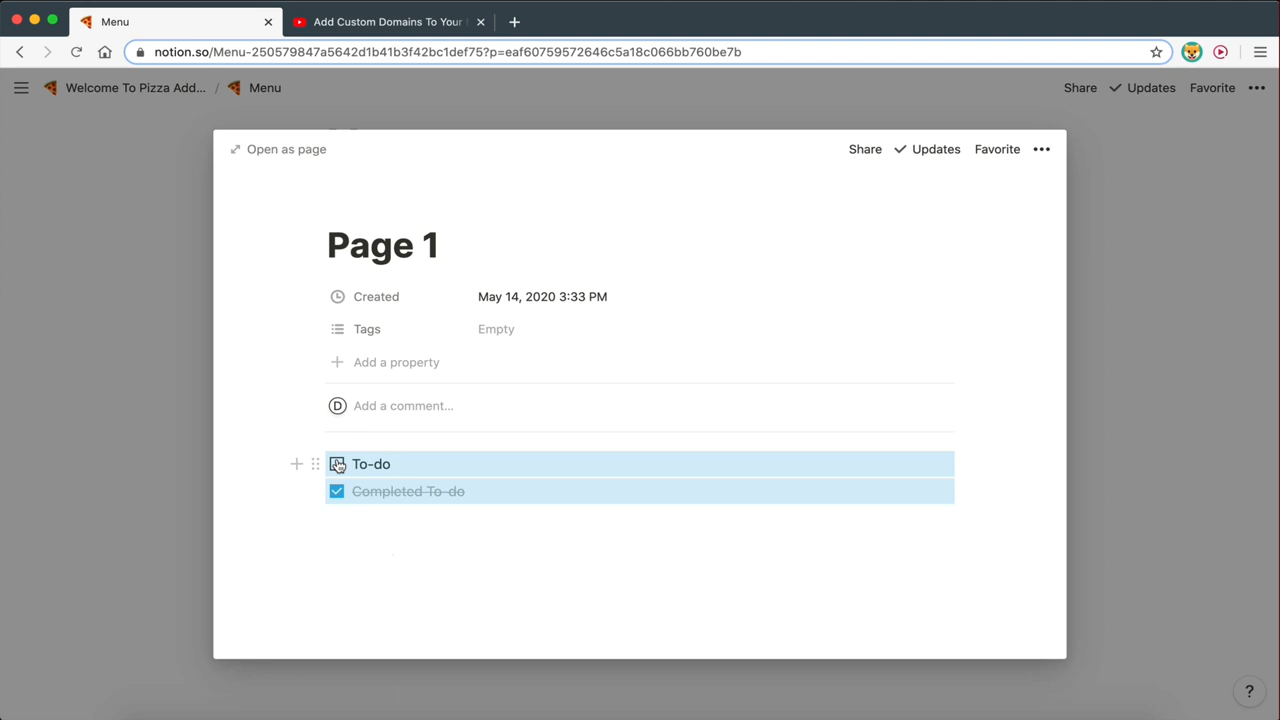 Menu
Add Custom Domains To Your
notion.so/Menu-250579847a5642d1b41b3f42bc1def75?p=eaf60759572646c5a18c066bb760be7b
Welcome To Pizza Add... / Menu
Share Updates Favorite
Open as page
Share Updates Favorite
Page 1
Created May 14, 2020 3:33 PM
Tags Empty
Add a property
D Add a comment...
To-do
Completed To-do
?